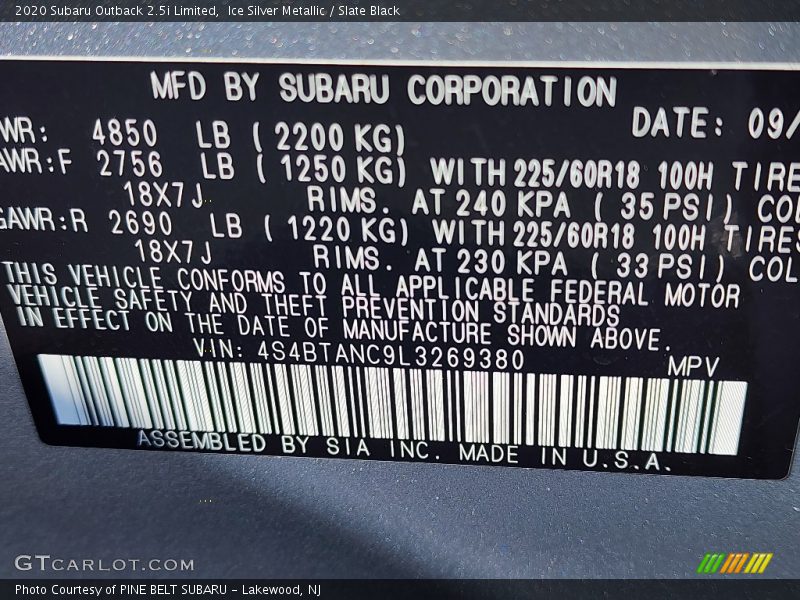 2020 Subaru Outback 2.5i Limited,  Ice Silver Metallic / Slate Black
MFD BY SUBARU CORPORATION
DATE: 09/
WR: 4850 LB ( 2200 KG)
AWR:F 2756 LB ( 1250 KG) WITH 225/60R18 100H TIRE
18X7J RIMS. AT 240 KPA ( 35 PSI) COL
GAWR:R 2690 LB ( 1220 KG) WITH 225/60R18 100H TIRES
18X7J RIMS. AT 230 KPA ( 33 PSI) COL
THIS VEHICLE CONFORMS TO ALL APPLICABLE FEDERAL MOTOR
VEHICLE SAFETY AND THEFT PREVENTION STANDARDS
IN EFFECT ON THE DATE OF MANUFACTURE SHOWN ABOVE.
VIN: 4S4BTANC9L3269380 MPV
ASSEMBLED BY SIA INC. MADE IN U.S.A.
GTCARLOT.COM
Photo Courtesy of PINE BELT SUBARU - Lakewood, NJ